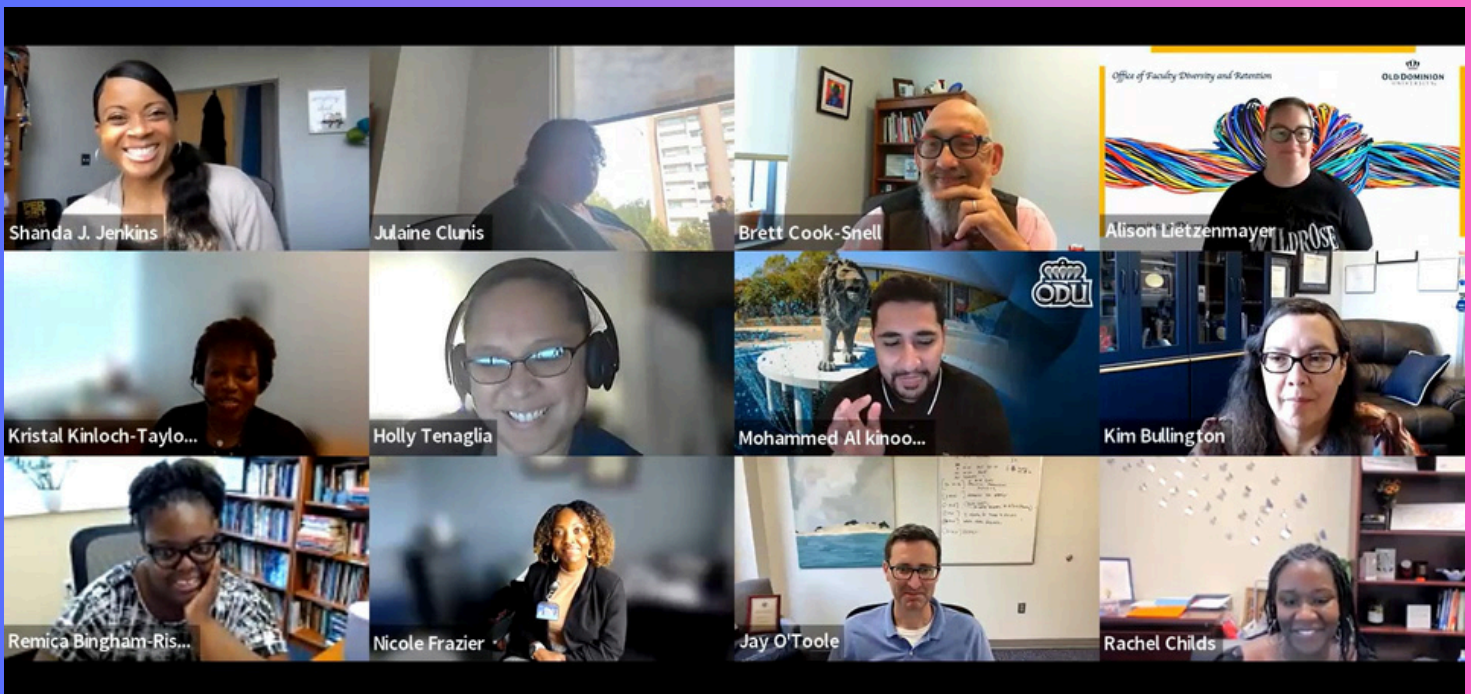 Office of Faculty Diversity and Retention
OLD DOMINION
UNIVERSITY
Shanda J. Jenkins
Julaine Clunis
Brett Cook-Snell
Alison Lietzenmayer
WILDROSE
ODU
Kristal Kinloch-Taylo...
Holly Tenaglia
Mohammed Al kinoo...
Kim Bullington
Remica Bingham-Ris...
Nicole Frazier
Jay O'Toole
Rachel Childs